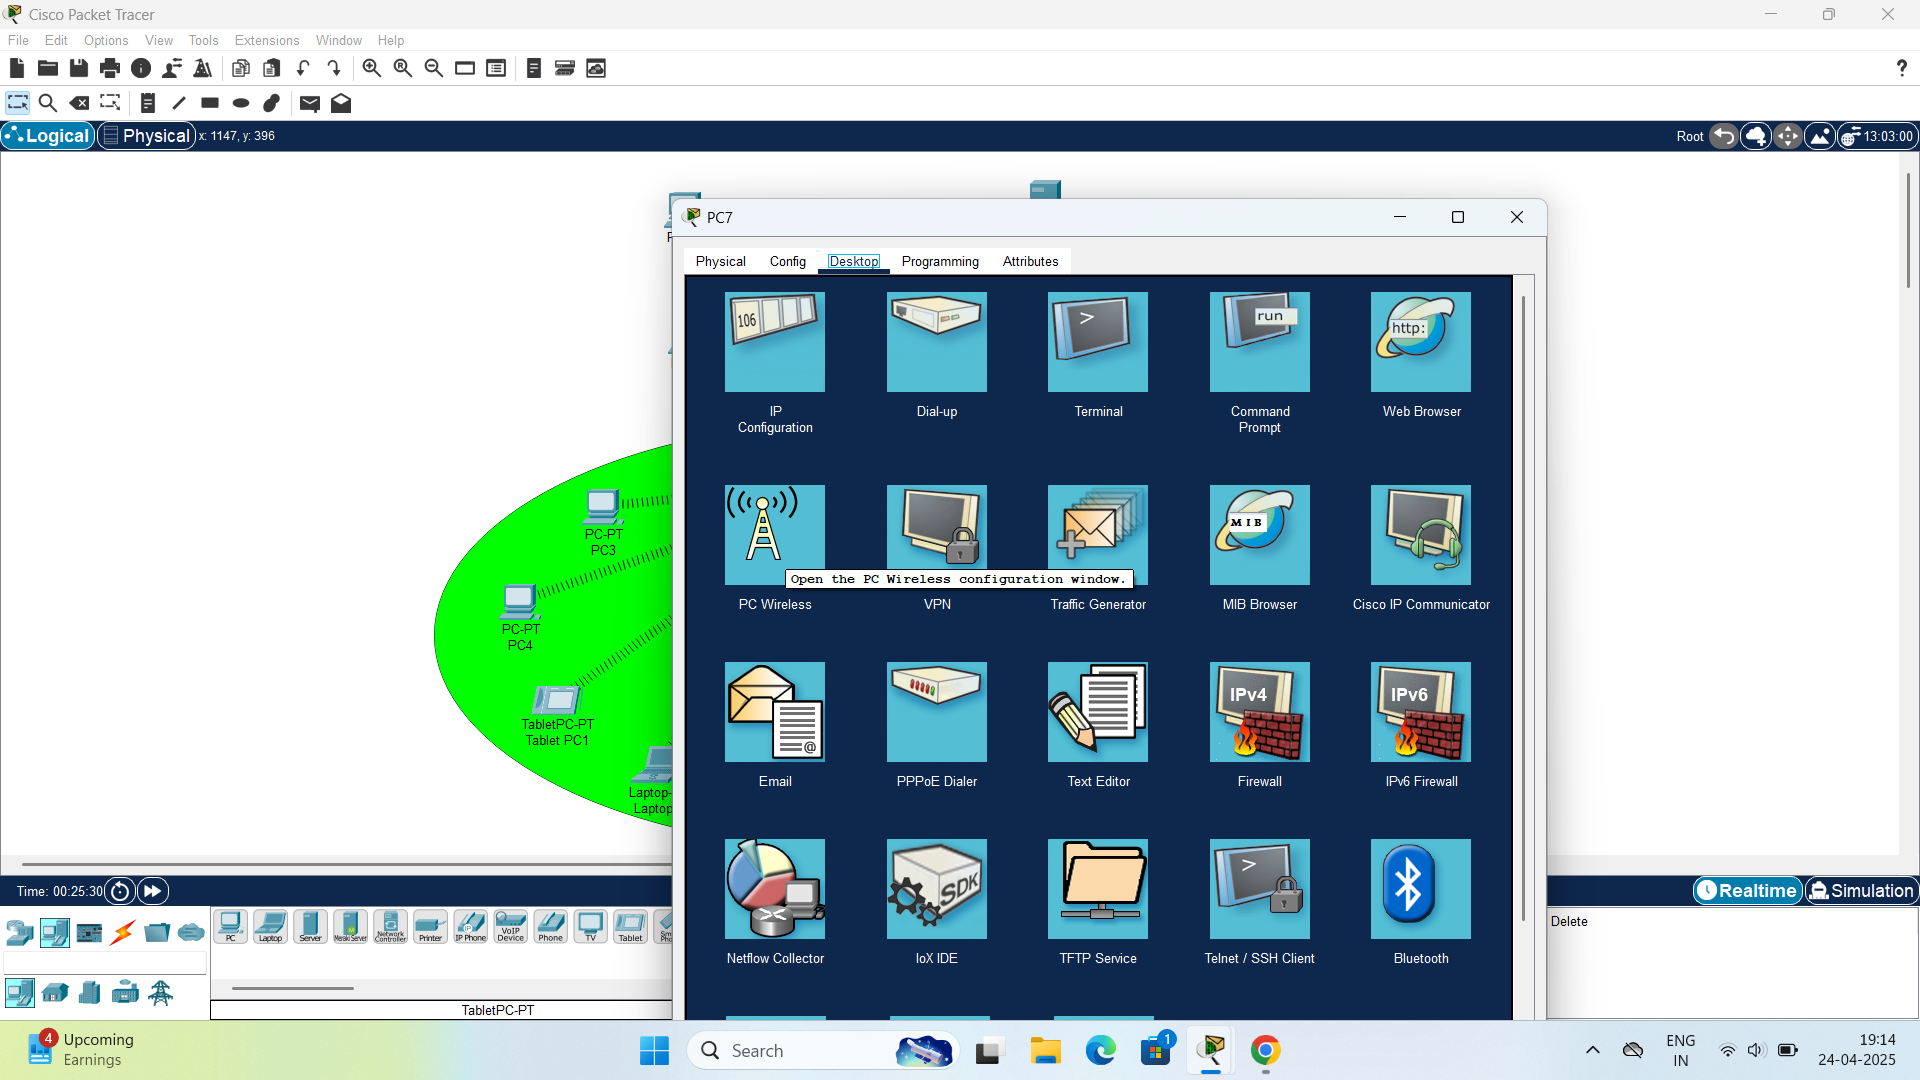 Cisco Packet Tracer
File Edit Options View Tools Extensions Window Help
?
Logical Physical x: 1147, y: 396 Root 13:03:00
PC7
Physical Config Desktop Programming Attributes
106
>
run
http:
IP
Configuration
Dial-up
Terminal
Command
Prompt
Web Browser
MIB
Open the PC Wireless configuration window.
PC Wireless
VPN
Traffic Generator
MIB Browser
Cisco IP Communicator
IPv4
IPv6
@
Email
PPPoE Dialer
Text Editor
Firewall
IPv6 Firewall
SDK
>
Netflow Collector
IoX IDE
TFTP Service
Telnet / SSH Client
Bluetooth
PC-PT
PC3
PC-PT
PC4
TabletPC-PT
Tablet PC1
Laptop-
Laptop
Time: 00:25:30
Realtime Simulation
PC Laptop Server Meraki Server Network Controller Printer IP Phone VoIP Device Phone TV Tablet
Delete
TabletPC-PT
4
Upcoming
Earnings
Search
1
ENG
IN
19:14
24-04-2025